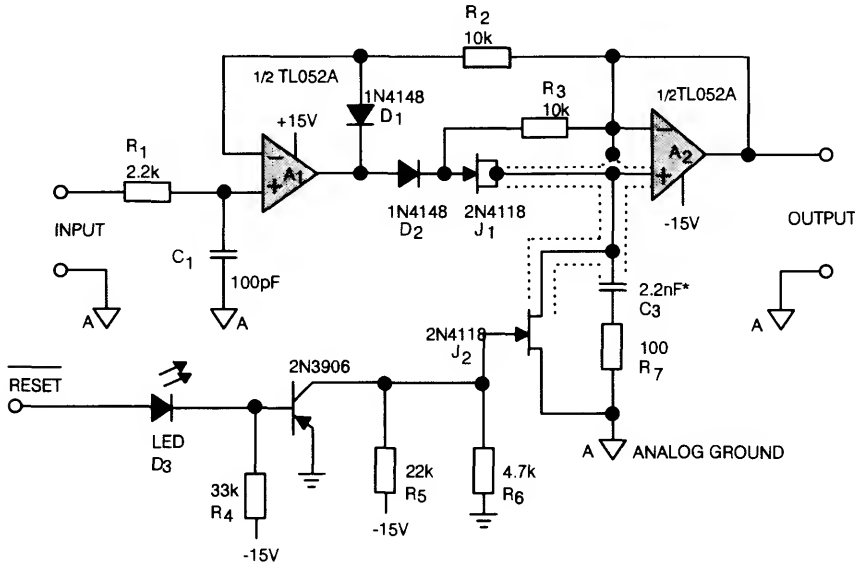 R2
10k
1/2 TL052A
1N4148
D1
R3
10k
1/2TL052A
+15V
R1
2.2k
−
+
A1
−
+
A2
-15V
INPUT
1N4148
D2
2N4118
J1
OUTPUT
C1
100pF
A
A
A
2.2nF*
C3
2N4118
J2
100
R7
RESET
2N3906
LED
D3
A
ANALOG GROUND
33k
R4
22k
R5
4.7k
R6
-15V
-15V